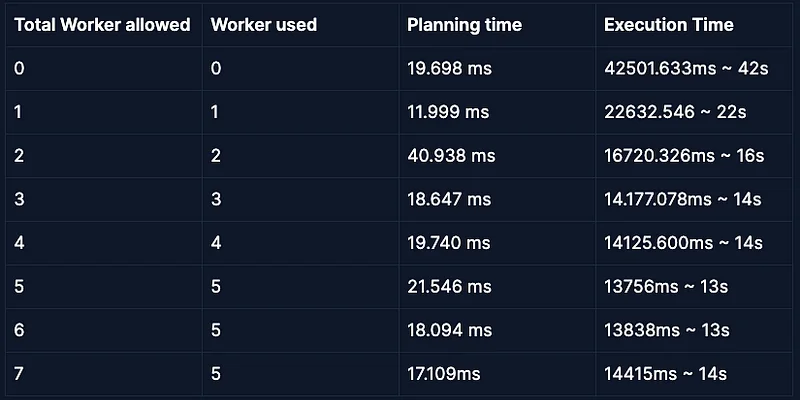 Total Worker allowed Worker used Planning time Execution Time
0 0 19.698 ms 42501.633ms ~ 42s
1 1 11.999 ms 22632.546 ~ 22s
2 2 40.938 ms 16720.326ms ~ 16s
3 3 18.647 ms 14.177.078ms ~ 14s
4 4 19.740 ms 14125.600ms ~ 14s
5 5 21.546 ms 13756ms ~ 13s
6 5 18.094 ms 13838ms ~ 13s
7 5 17.109ms 14415ms ~ 14s